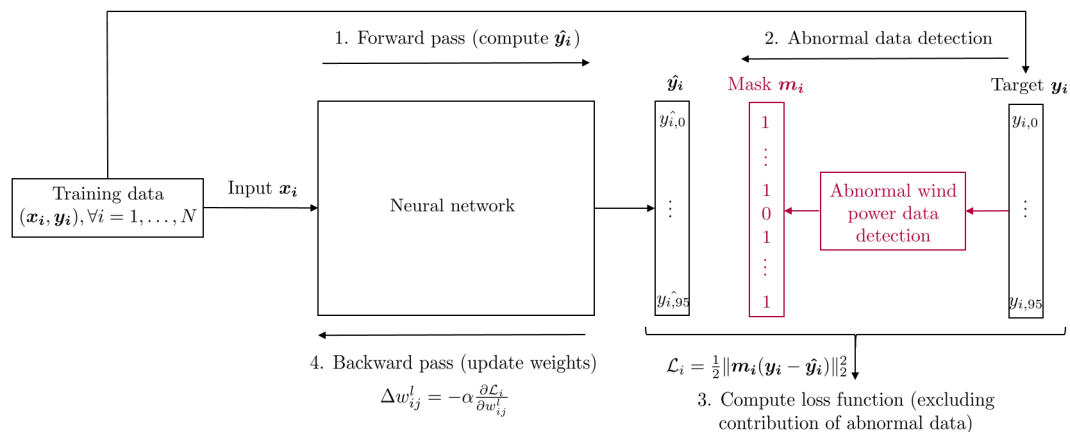 1. Forward pass (compute ŷᵢ)
2. Abnormal data detection
ŷᵢ
Mask mᵢ
Target yᵢ
Training data
(xᵢ, yᵢ), ∀i = 1, . . . , N
Input xᵢ
Neural network
ŷᵢ,₀
⋮
ŷᵢ,₉₅
1
⋮
1
0
1
⋮
1
Abnormal wind
power data
detection
yᵢ,₀
⋮
yᵢ,₉₅
4. Backward pass (update weights)
Δwˡᵢⱼ = −α ∂ℒᵢ/∂wˡᵢⱼ
ℒᵢ = ½‖mᵢ(yᵢ − ŷᵢ)‖²₂
3. Compute loss function (excluding
contribution of abnormal data)